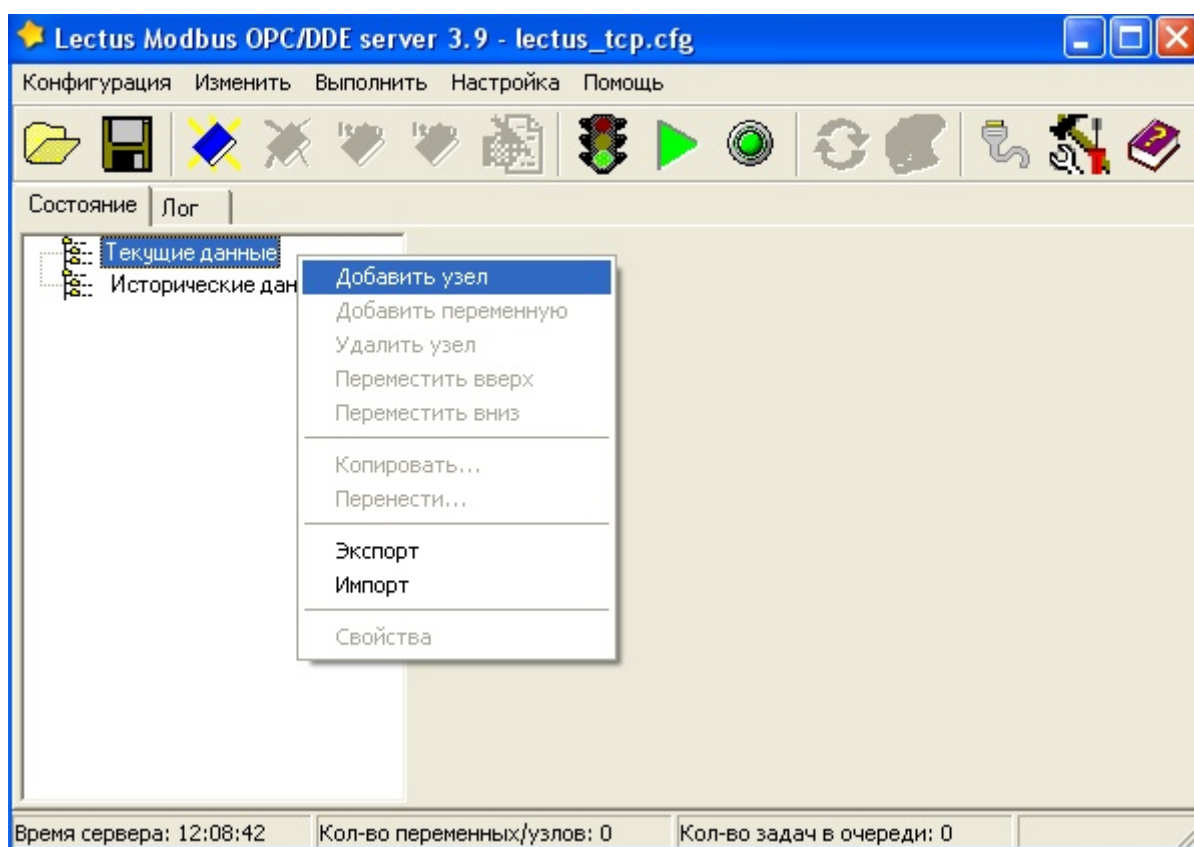 Lectus Modbus OPC/DDE server 3.9 - lectus_tcp.cfg
Конфигурация Изменить Выполнить Настройка Помощь
Состояние Лог
Текущие данные
Исторические дан
Добавить узел
Добавить переменную
Удалить узел
Переместить вверх
Переместить вниз
Копировать...
Перенести...
Экспорт
Импорт
Свойства
Время сервера: 12:08:42 Кол-во переменных/узлов: 0 Кол-во задач в очереди: 0